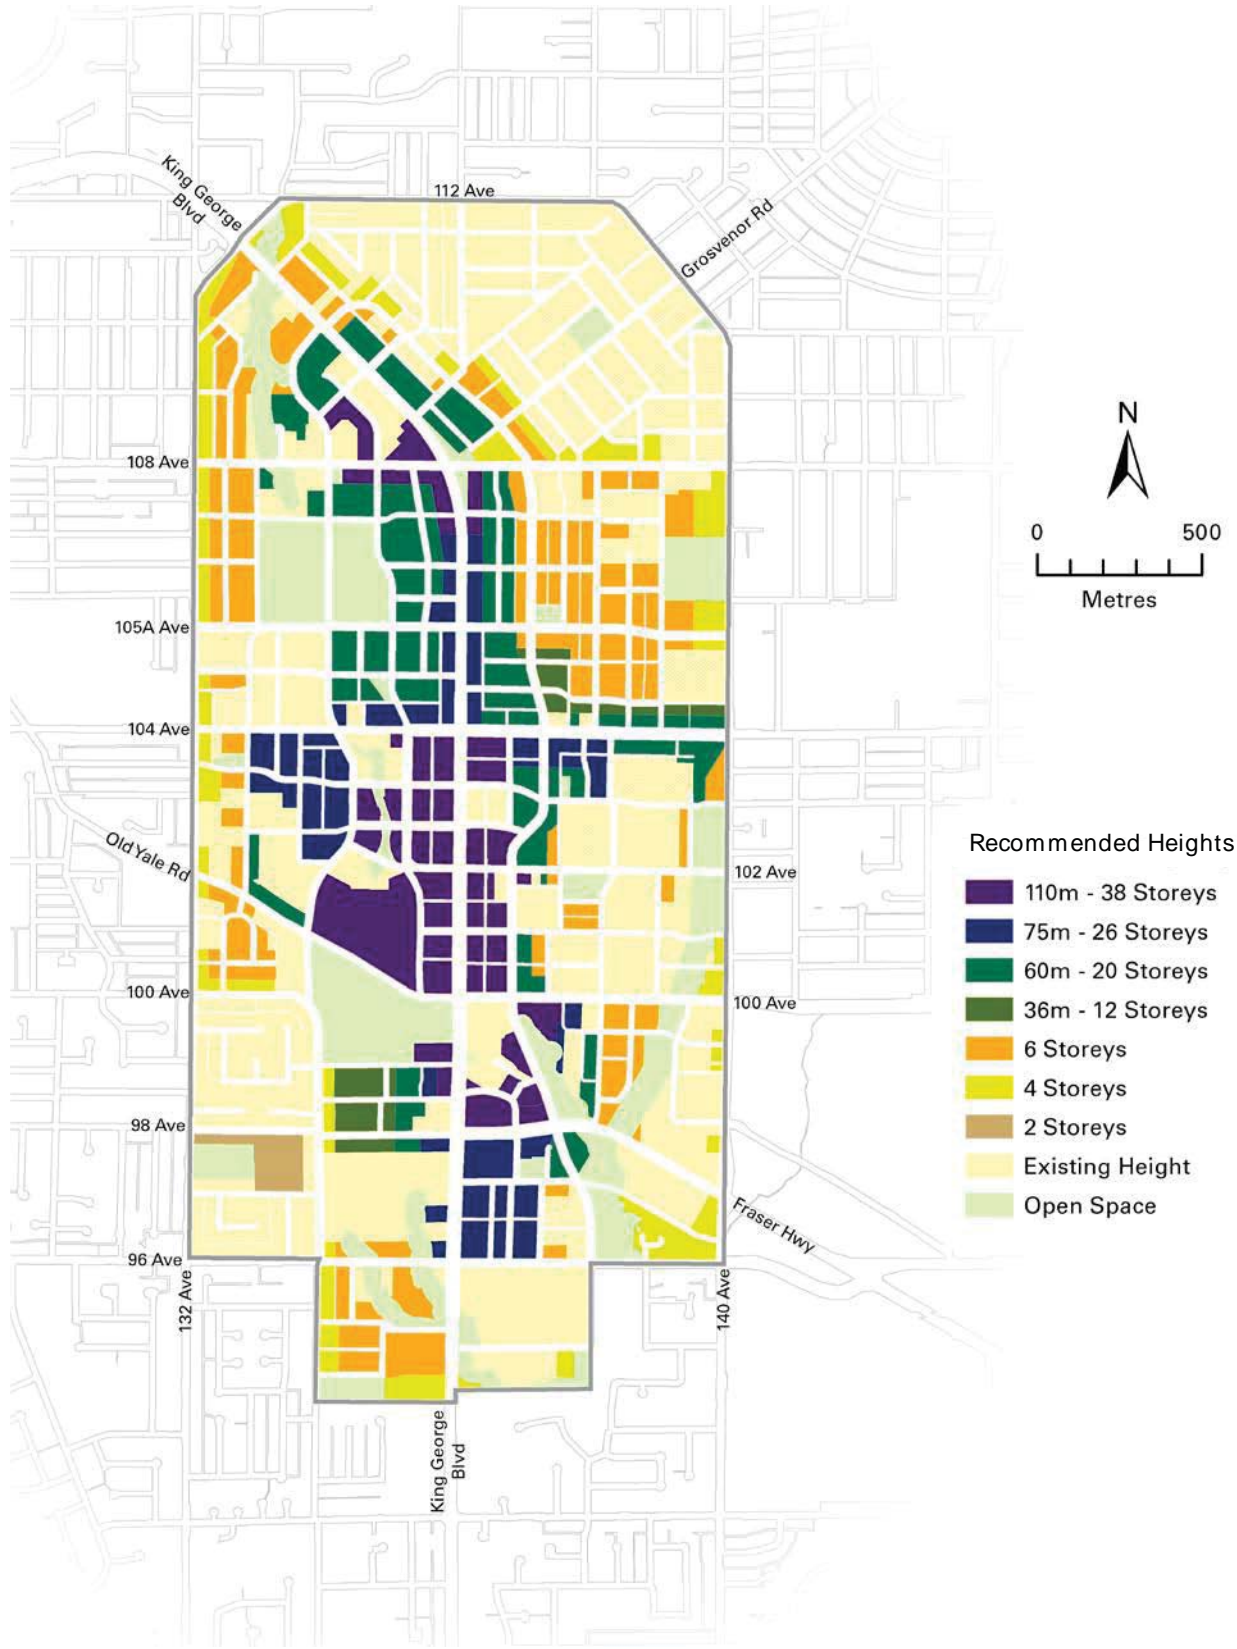 King George
Blvd
112 Ave
Grosvenor Rd
N
108 Ave
0 500
Metres
105A Ave
104 Ave
Old Yale Rd
102 Ave
Recommended Heights
110m - 38 Storeys
75m - 26 Storeys
60m - 20 Storeys
36m - 12 Storeys
6 Storeys
4 Storeys
2 Storeys
Existing Height
Open Space
100 Ave
100 Ave
98 Ave
Fraser Hwy
96 Ave
132 Ave
140 Ave
King George
Blvd